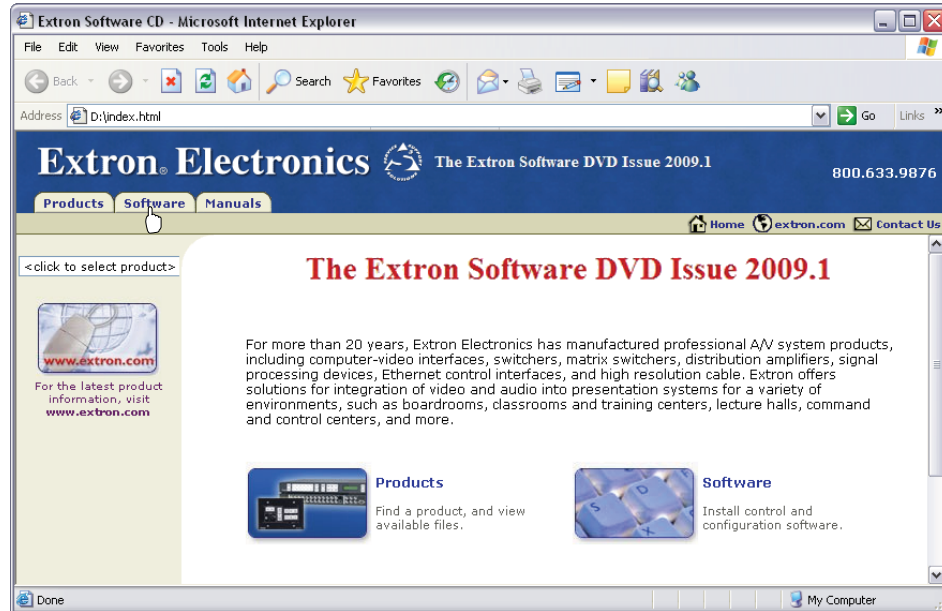 Extron Software CD - Microsoft Internet Explorer
File Edit View Favorites Tools Help
Back Search Favorites
Address D:\index.html Go Links »
Extron® Electronics The Extron Software DVD Issue 2009.1
800.633.9876
Products Software Manuals
Home extron.com Contact Us
<click to select product>
The Extron Software DVD Issue 2009.1
www.extron.com
For the latest product
information, visit
www.extron.com
For more than 20 years, Extron Electronics has manufactured professional A/V system products,
including computer-video interfaces, switchers, matrix switchers, distribution amplifiers, signal
processing devices, Ethernet control interfaces, and high resolution cable. Extron offers
solutions for integration of video and audio into presentation systems for a variety of
environments, such as boardrooms, classrooms and training centers, lecture halls, command
and control centers, and more.
Products
Find a product, and view
available files.
S D X
Software
Install control and
configuration software.
Done My Computer